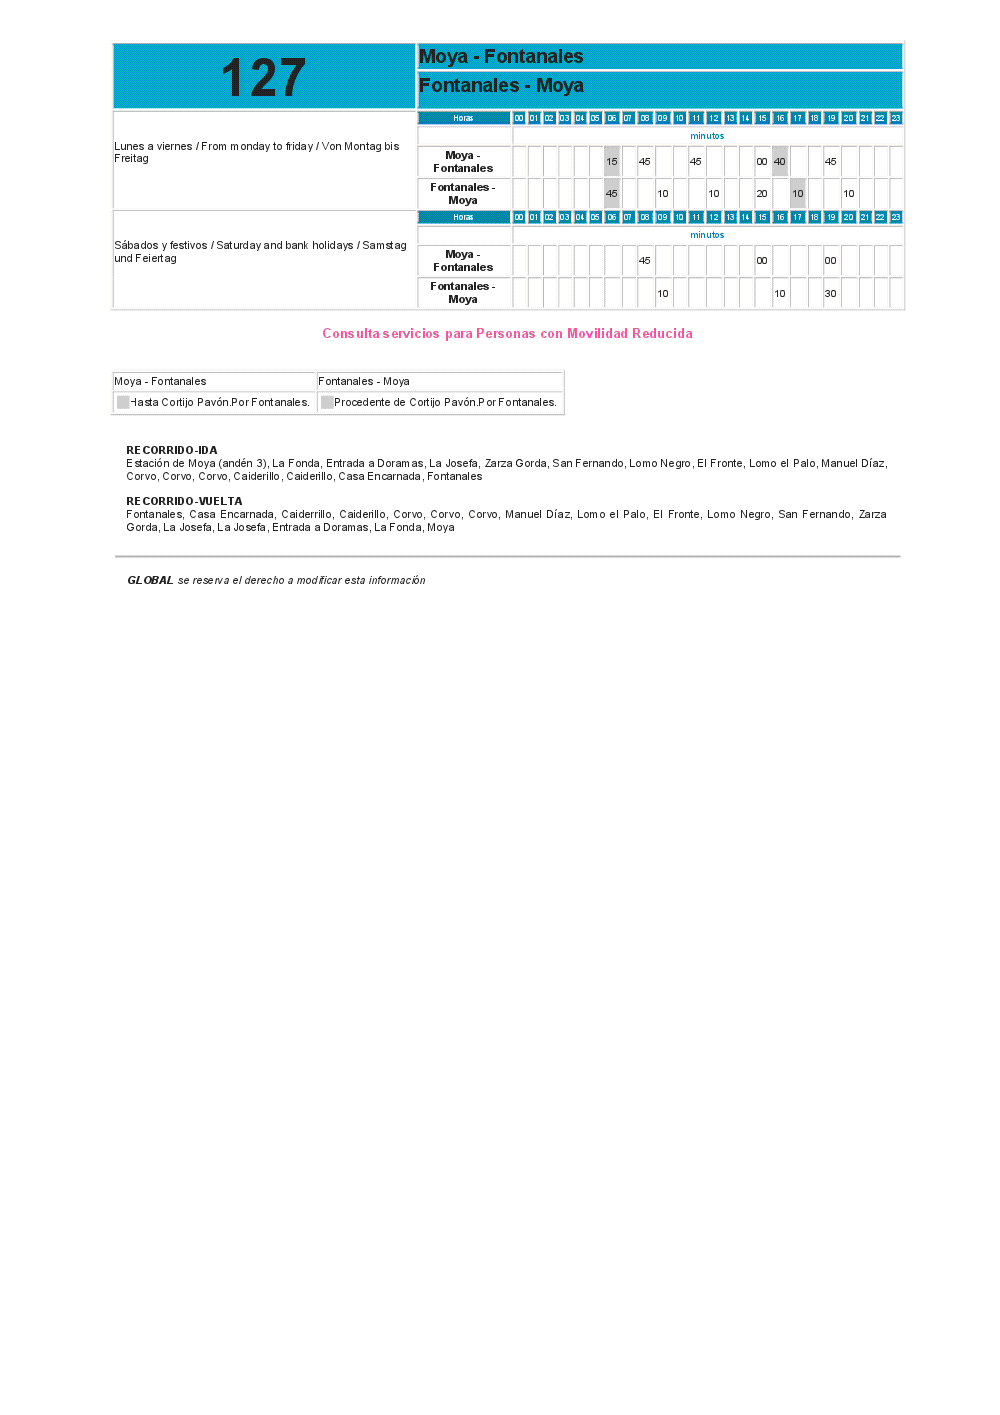 127
Moya - Fontanales
Fontanales - Moya
Lunes a viernes / From monday to friday / Von Montag bis
Freitag
Horas 00 01 02 03 04 05 06 07 08 09 10 11 12 13 14 15 16 17 18 19 20 21 22 23
minutos
Moya -
Fontanales
15 45 45 00 40 45
Fontanales -
Moya
45 10 10 20 10 10
Sábados y festivos / Saturday and bank holidays / Samstag
und Feiertag
Horas 00 01 02 03 04 05 06 07 08 09 10 11 12 13 14 15 16 17 18 19 20 21 22 23
minutos
Moya -
Fontanales
45 00 00
Fontanales -
Moya
10 10 30
Consulta servicios para Personas con Movilidad Reducida
Moya - Fontanales Fontanales - Moya
Hasta Cortijo Pavón.Por Fontanales. Procedente de Cortijo Pavón.Por Fontanales.
RECORRIDO-IDA
Estación de Moya (andén 3), La Fonda, Entrada a Doramas, La Josefa, Zarza Gorda, San Fernando, Lomo Negro, El Fronte, Lomo el Palo, Manuel Díaz,
Corvo, Corvo, Corvo, Caiderillo, Caiderillo, Casa Encarnada, Fontanales
RECORRIDO-VUELTA
Fontanales, Casa Encarnada, Caiderrillo, Caiderillo, Corvo, Corvo, Corvo, Manuel Díaz, Lomo el Palo, El Fronte, Lomo Negro, San Fernando, Zarza
Gorda, La Josefa, La Josefa, Entrada a Doramas, La Fonda, Moya
GLOBAL se reserva el derecho a modificar esta información